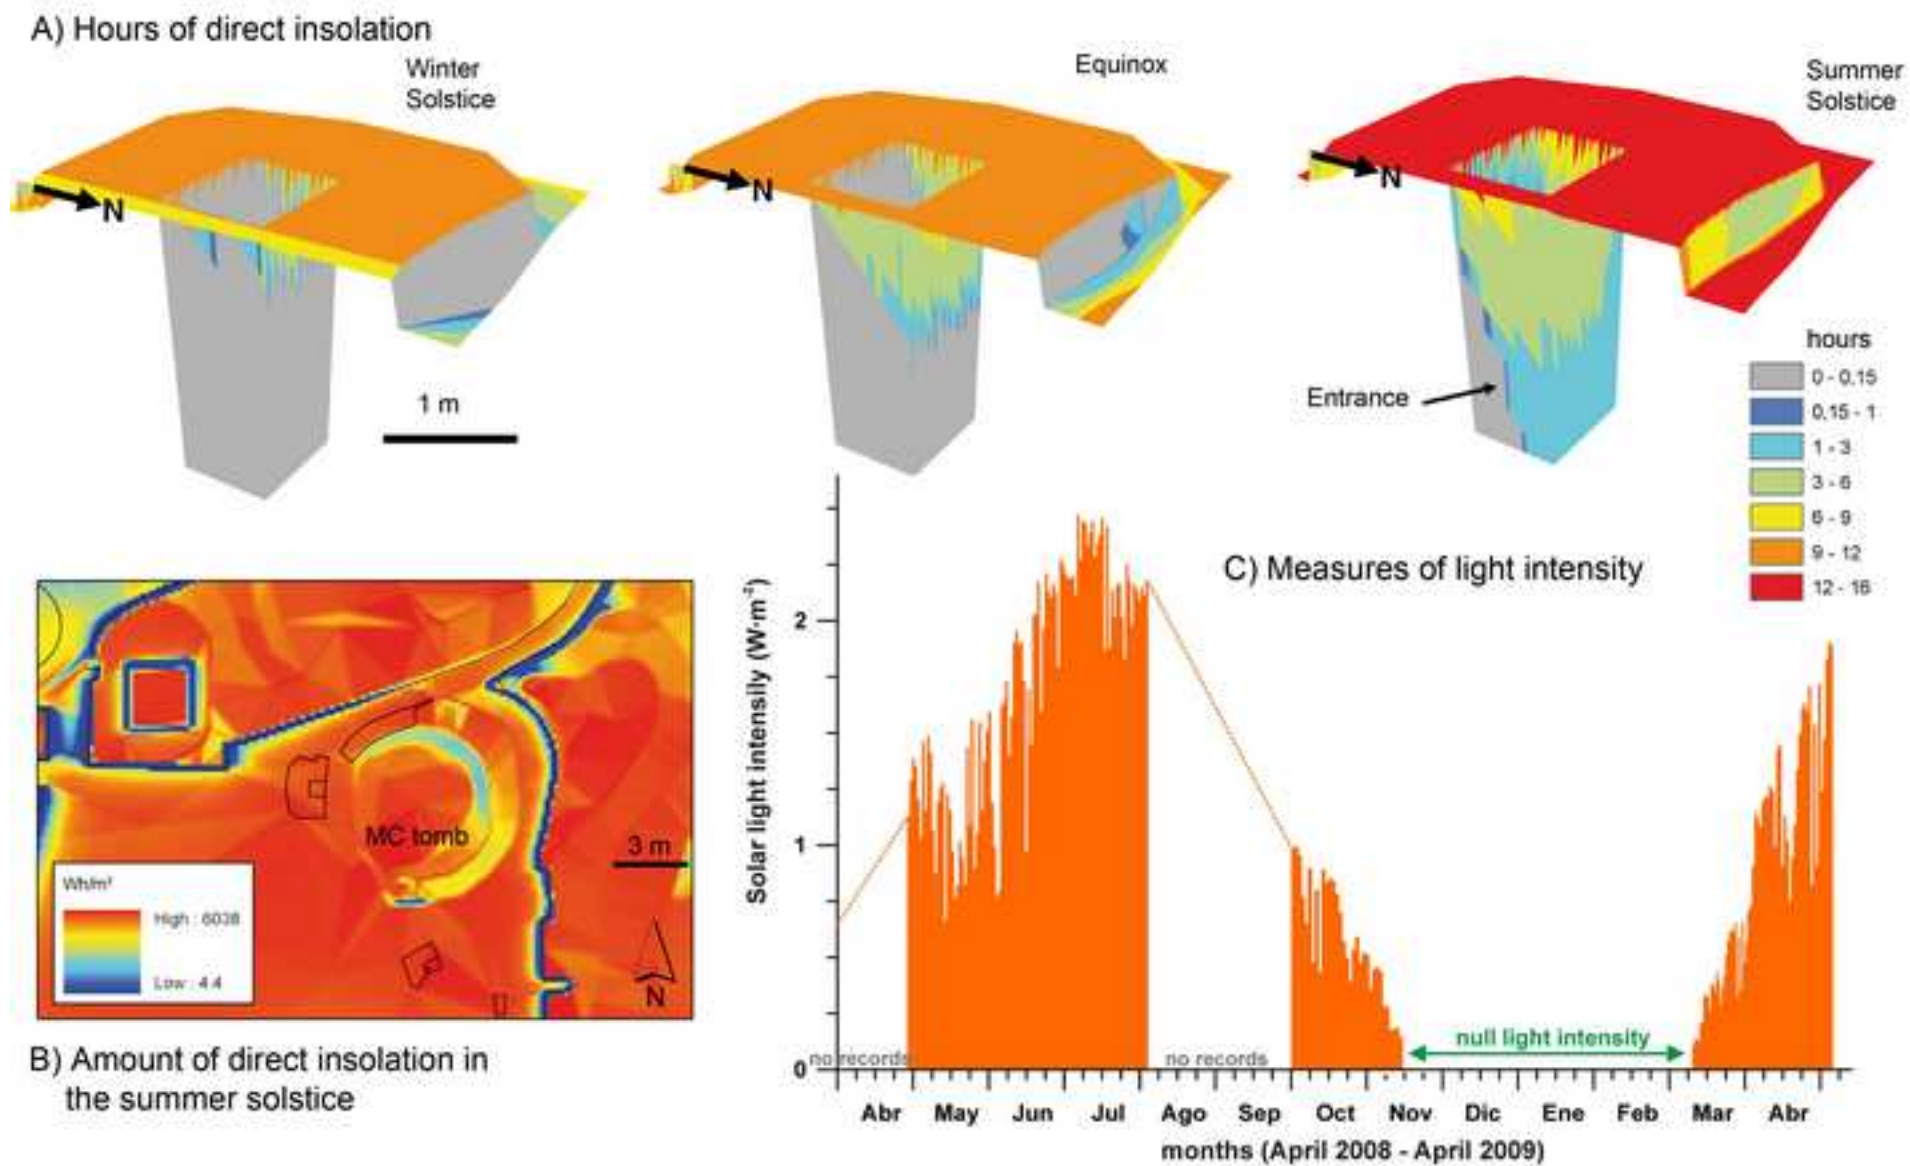 A) Hours of direct insolation
Winter
Solstice
Equinox
Summer
Solstice
N
N
N
1 m
Entrance
hours
0 - 0,15
0,15 - 1
1 - 3
3 - 6
6 - 9
9 - 12
12 - 16
MC tomb
3 m
Wh/m²
High : 6038
Low : 4.4
N
B) Amount of direct insolation in
the summer solstice
C) Measures of light intensity
Solar light intensily (W·m⁻²)
2
1
0
no records
no records
null light intensity
Abr May Jun Jul Ago Sep Oct Nov Dic Ene Feb Mar Abr
months (April 2008 - April 2009)